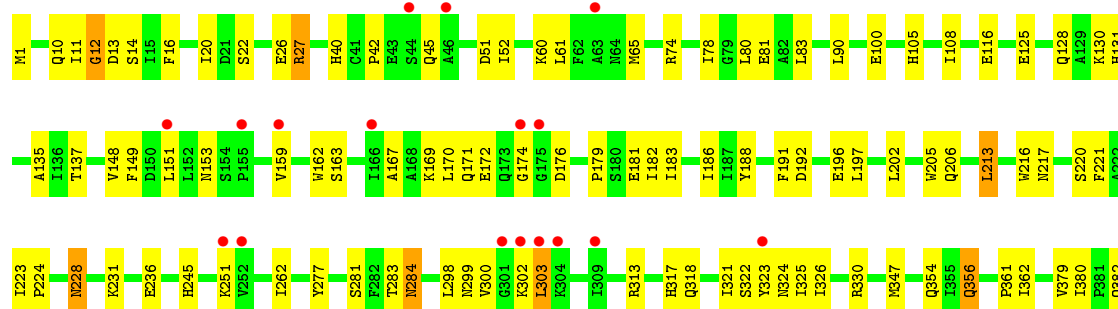 M1 Q10 I11 G12 D13 S14 I15 F16 I20 D21 S22 E26 R27 H40 C41 P42 E43 S44 Q45 A46 D51 I52 K60 L61 F62 A63 N64 M65 R74 I78 G79 L80 E81 A82 L83 L90 E100 H105 I108 E116 E125 Q128 A129 K130 H131
A135 I136 T137 V148 F149 D150 L151 L152 N153 S154 P155 V159 W162 S163 I166 A167 A168 K169 L170 Q171 E172 Q173 G174 G175 D176 P179 S180 E181 I182 I183 I186 I187 Y188 F191 D192 E196 L197 L202 W205 Q206 L213 W216 N217 S220 F221 A222
I223 P224 N228 K231 E236 H245 K251 V252 I262 Y277 S281 F282 T283 N284 L298 N299 V300 G301 K302 L303 K304 I309 R313 H317 Q318 I321 S322 Y323 N324 I325 I326 R330 M347 Q354 I355 Q356 P361 I362 V379 I380 P381 Q382